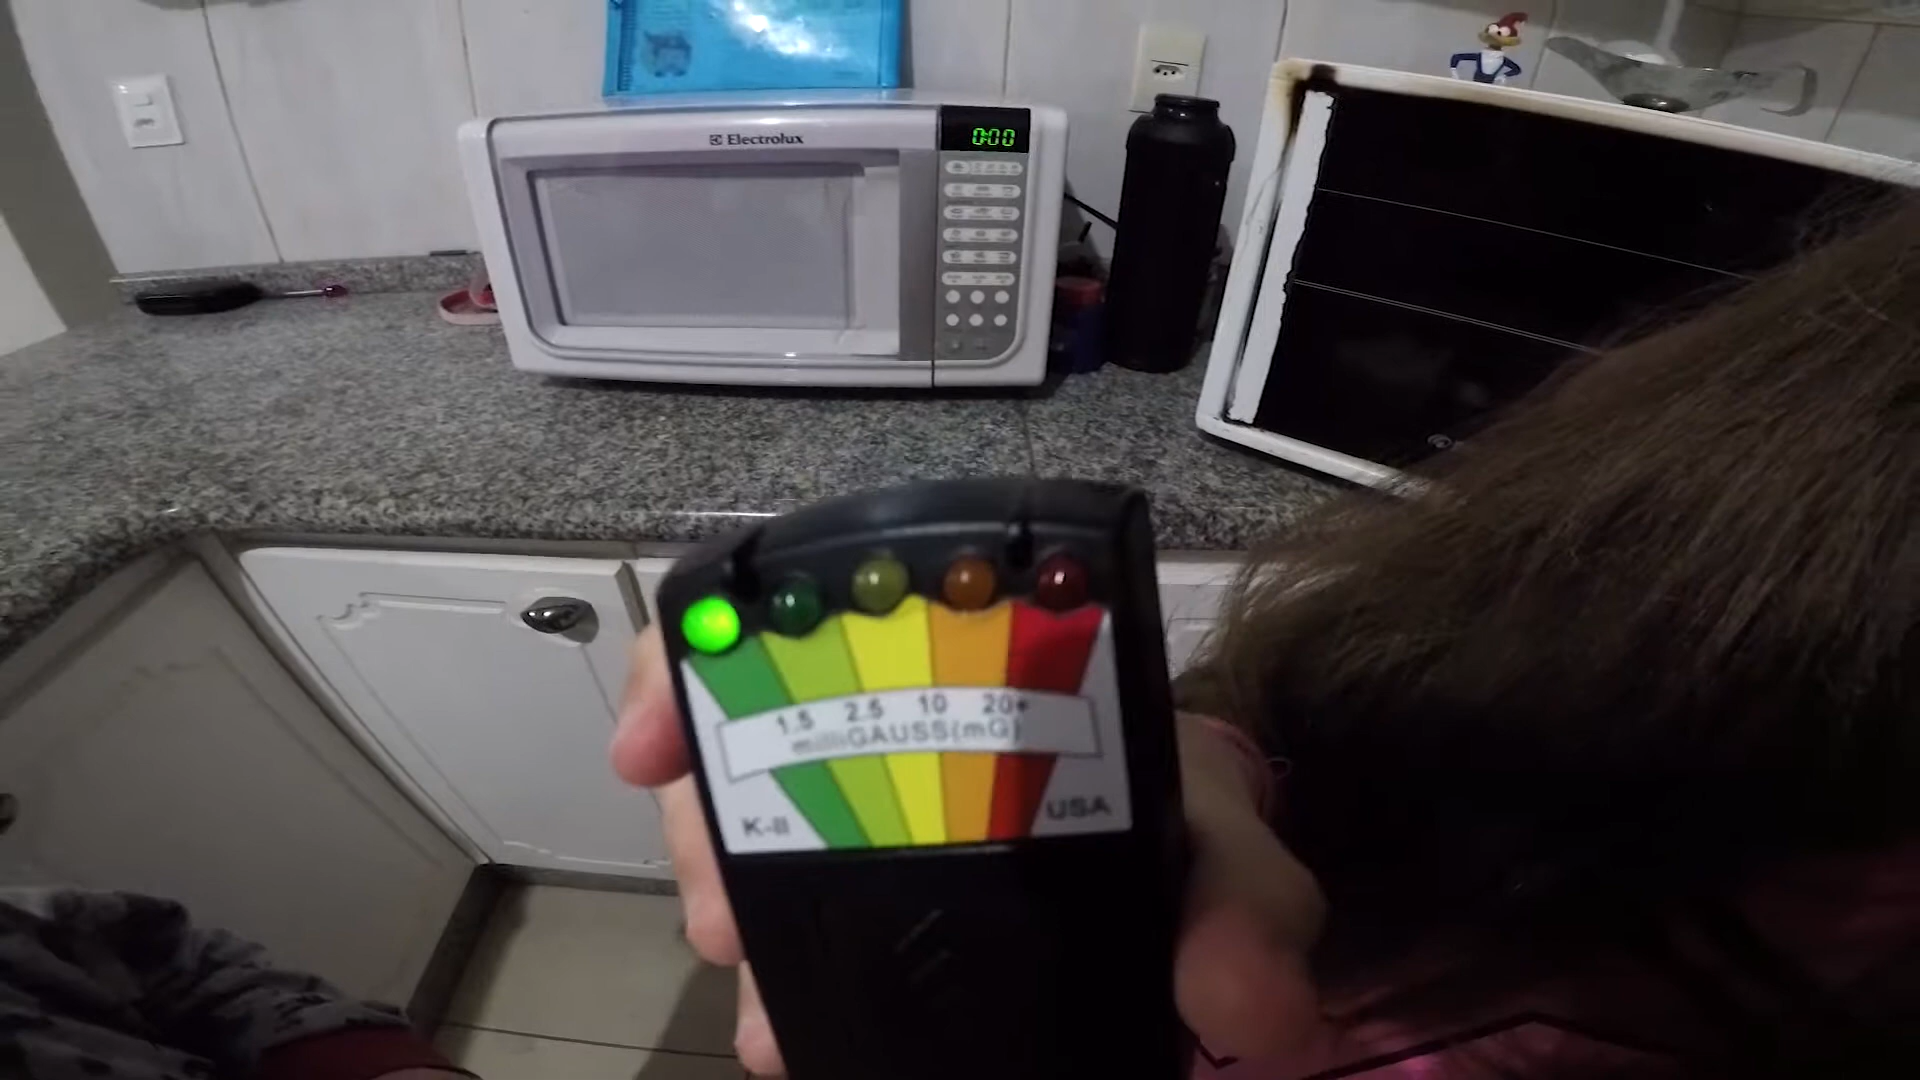 Electrolux
0:00
1.5 2.5 10 20+
milliGAUSS(mG)
K-II
USA